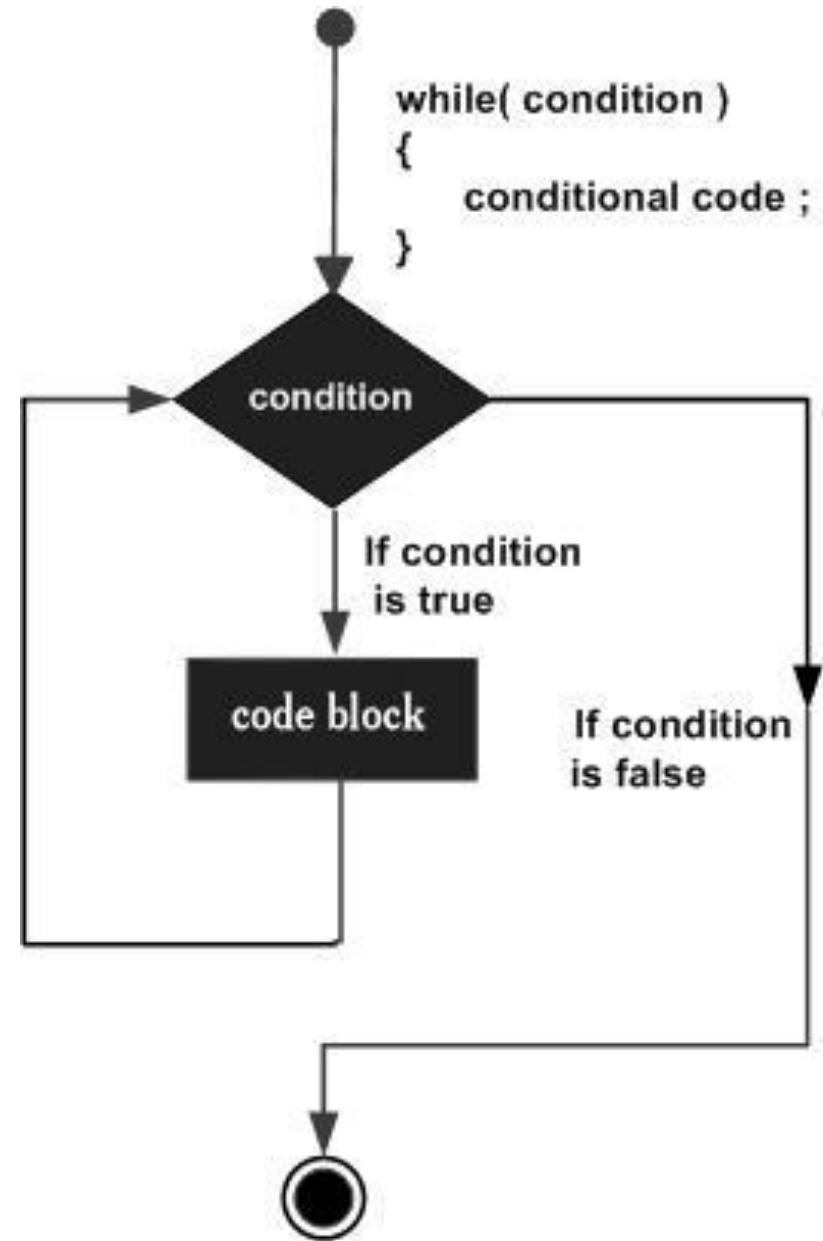 while( condition )
{
conditional code ;
}
condition
If condition
is true
code block
If condition
is false